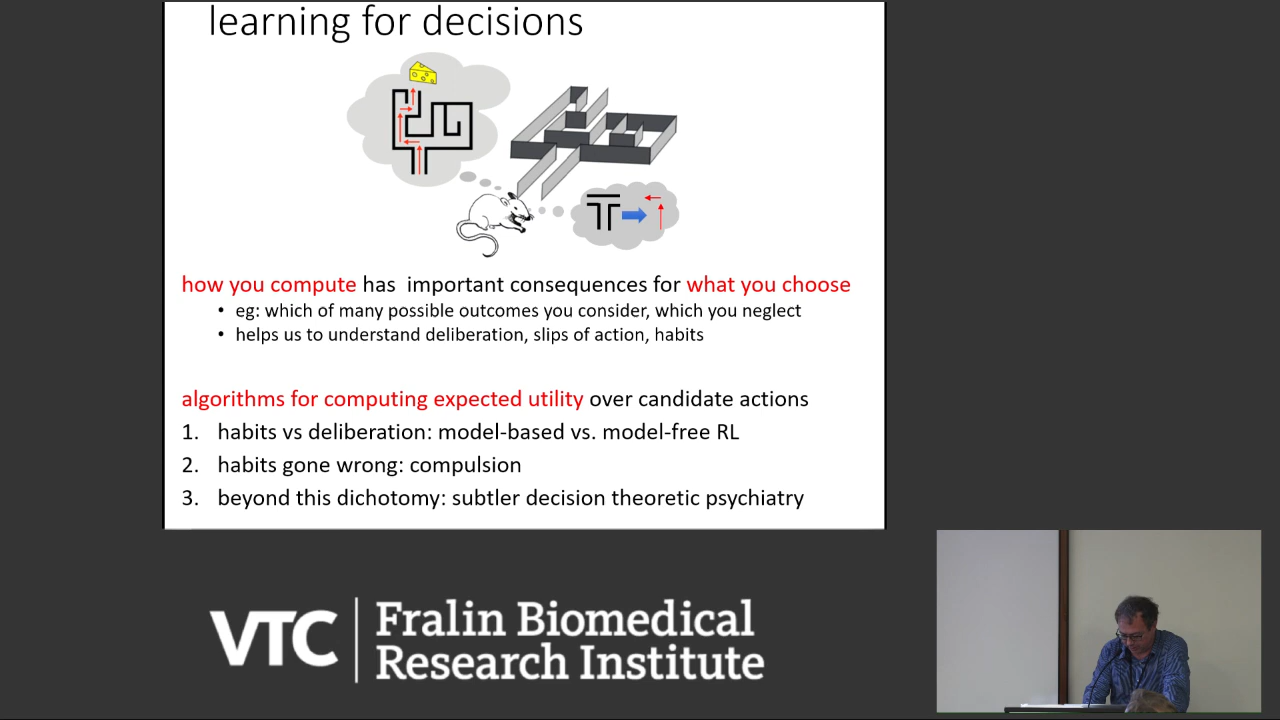 learning for decisions
how you compute has important consequences for what you choose
• eg: which of many possible outcomes you consider, which you neglect
• helps us to understand deliberation, slips of action, habits
algorithms for computing expected utility over candidate actions
1. habits vs deliberation: model-based vs. model-free RL
2. habits gone wrong: compulsion
3. beyond this dichotomy: subtler decision theoretic psychiatry
VTC Fralin Biomedical
Research Institute